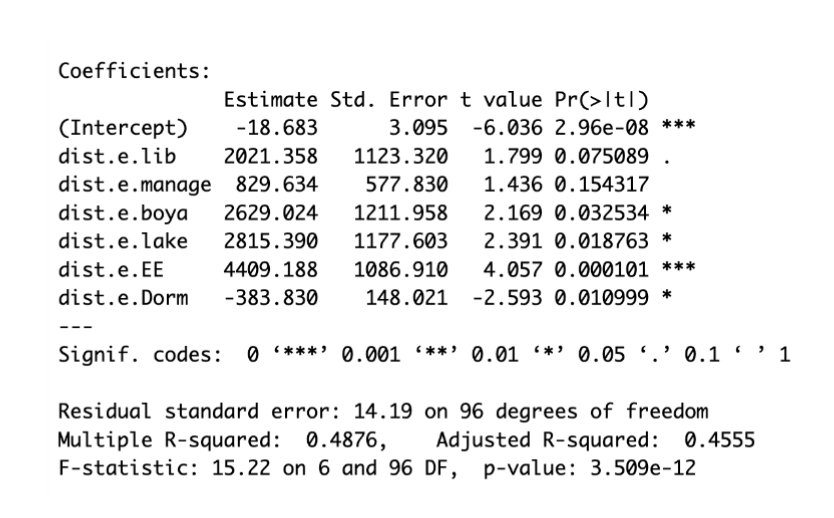 Coefficients:
Estimate Std. Error t value Pr(>|t|)
(Intercept) -18.683 3.095 -6.036 2.96e-08 ***
dist.e.lib 2021.358 1123.320 1.799 0.075089 .
dist.e.manage 829.634 577.830 1.436 0.154317
dist.e.boya 2629.024 1211.958 2.169 0.032534 *
dist.e.lake 2815.390 1177.603 2.391 0.018763 *
dist.e.EE 4409.188 1086.910 4.057 0.000101 ***
dist.e.Dorm -383.830 148.021 -2.593 0.010999 *
---
Signif. codes: 0 ‘***’ 0.001 ‘**’ 0.01 ‘*’ 0.05 ‘.’ 0.1 ‘ ’ 1
Residual standard error: 14.19 on 96 degrees of freedom
Multiple R-squared: 0.4876, Adjusted R-squared: 0.4555
F-statistic: 15.22 on 6 and 96 DF, p-value: 3.509e-12